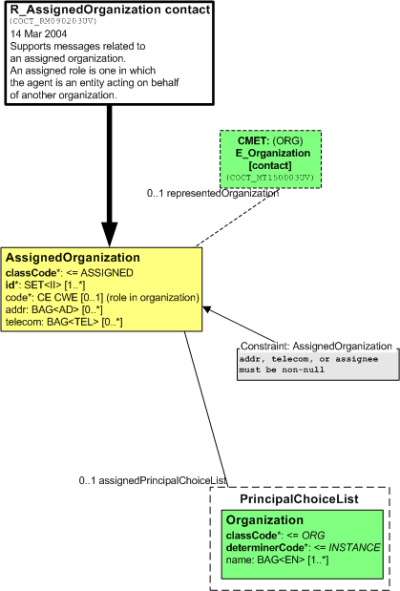 R_AssignedOrganization contact
(COCT_RM090203UV)
14 Mar 2004
Supports messages related to
an assigned organization.
An assigned role is one in which
the agent is an entity acting on behalf
of another organization.
CMET: (ORG)
E_Organization
[contact]
(COCT_MT150003UV)
0..1 representedOrganization
AssignedOrganization
classCode*: <= ASSIGNED
id*: SET<II> [1..*]
code*: CE CWE [0..1] (role in organization)
addr: BAG<AD> [0..*]
telecom: BAG<TEL> [0..*]
Constraint: AssignedOrganization
addr, telecom, or assignee
must be non-null
0..1 assignedPrincipalChoiceList
PrincipalChoiceList
Organization
classCode*: <= ORG
determinerCode*: <= INSTANCE
name: BAG<EN> [1..*]